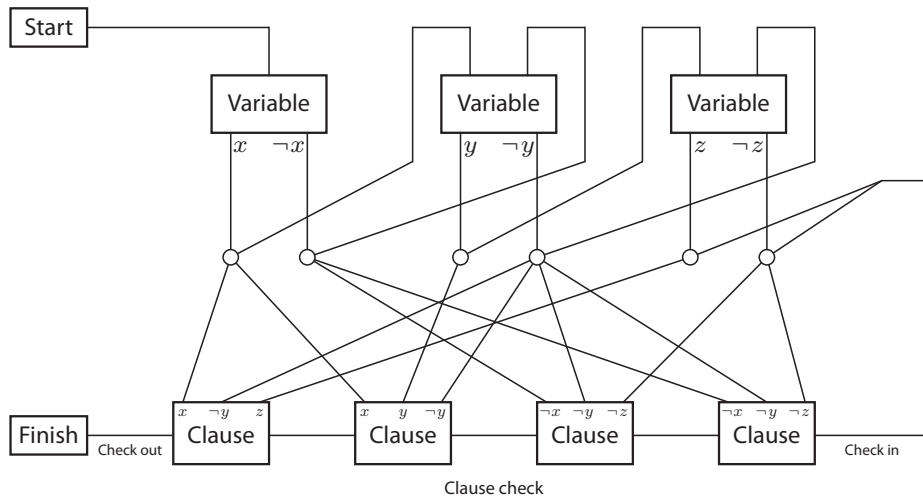 Start
Variable Variable Variable
x ¬x y ¬y z ¬z
x ¬y z x y ¬y ¬x ¬y ¬z ¬x ¬y ¬z
Finish Clause Clause Clause Clause
Check out Check in
Clause check